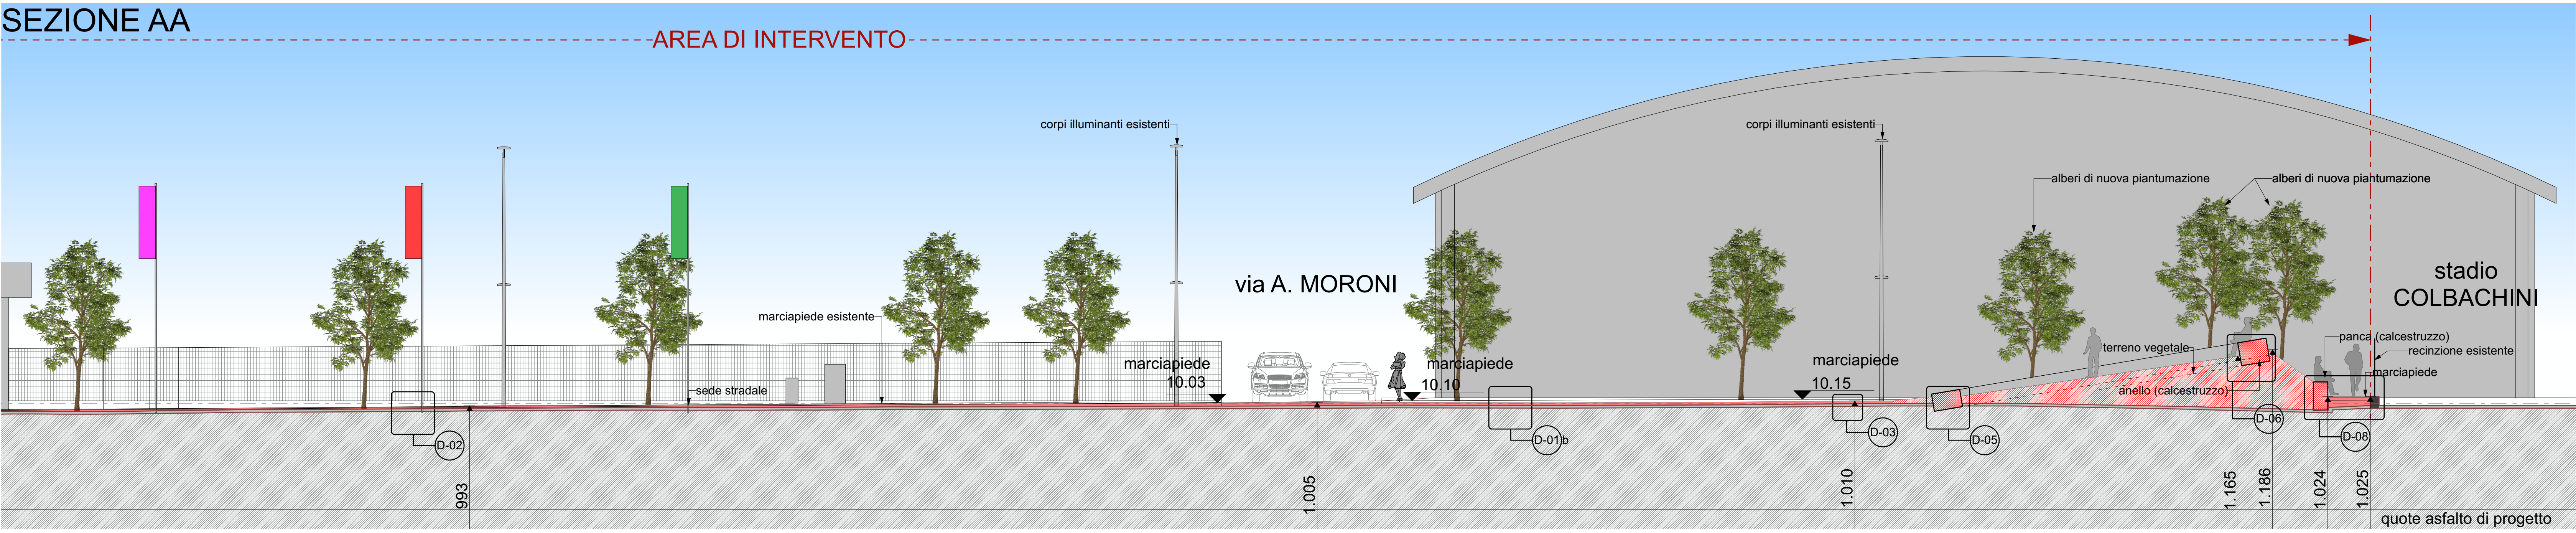 SEZIONE AA
AREA DI INTERVENTO
corpi illuminanti esistenti
corpi illuminanti esistenti
alberi di nuova piantumazione
alberi di nuova piantumazione
via A. MORONI
stadio
COLBACHINI
marciapiede esistente
marciapiede
10.03
marciapiede
10.10
marciapiede
10.15
terreno vegetale
panca (calcestruzzo)
recinzione esistente
marciapiede
sede stradale
anello (calcestruzzo)
D-02
D-01b
D-03
D-05
D-06
D-08
993
1.005
1.010
1.165
1.186
1.024
1.025
quote asfalto di progetto